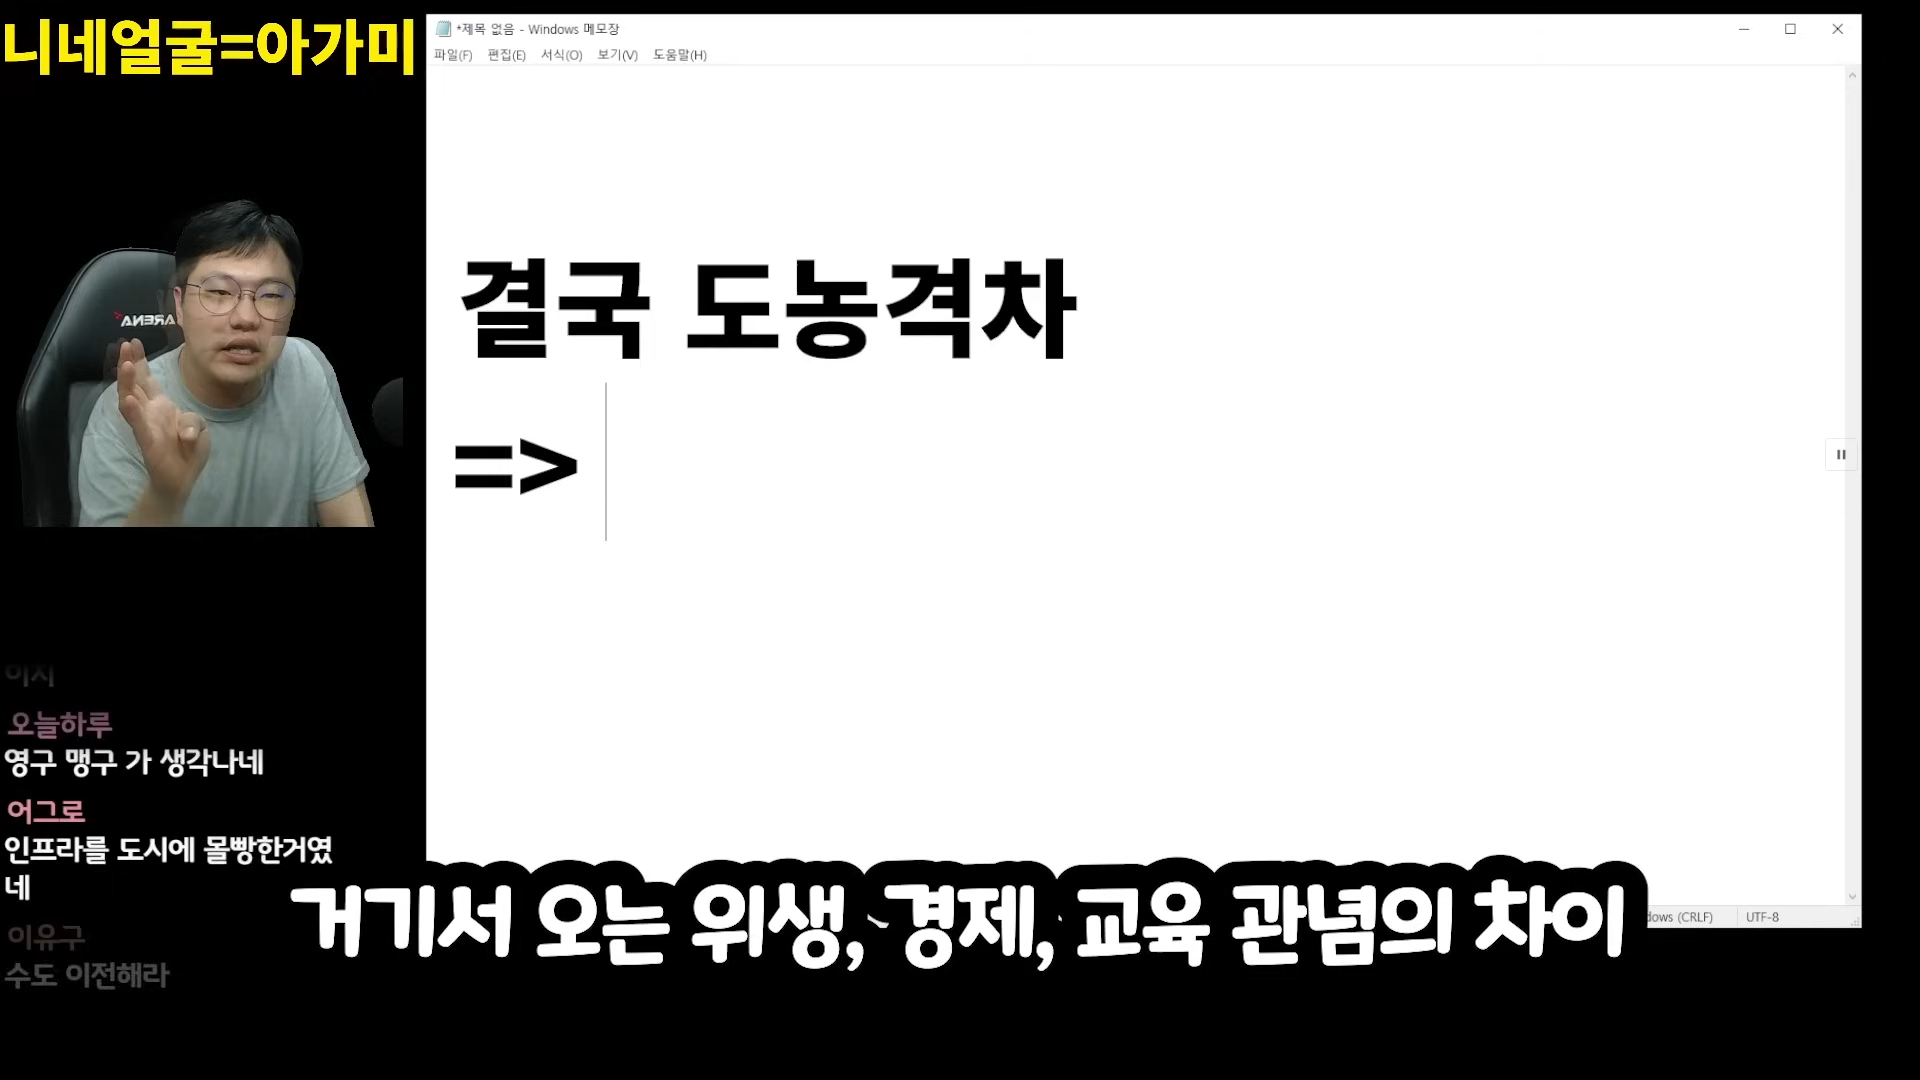 니네얼굴=아가미
*제목 없음 - Windows 메모장
파일(F) 편집(E) 서식(O) 보기(V) 도움말(H)
결국 도농격차
=>
ARENA
이지
오늘하루
영구 맹구 가 생각나네
어그로
인프라를 도시에 몰빵한거였
네
이유구
수도 이전해라
거기서 오는 위생, 경제, 교육 관념의 차이
dows (CRLF) UTF-8